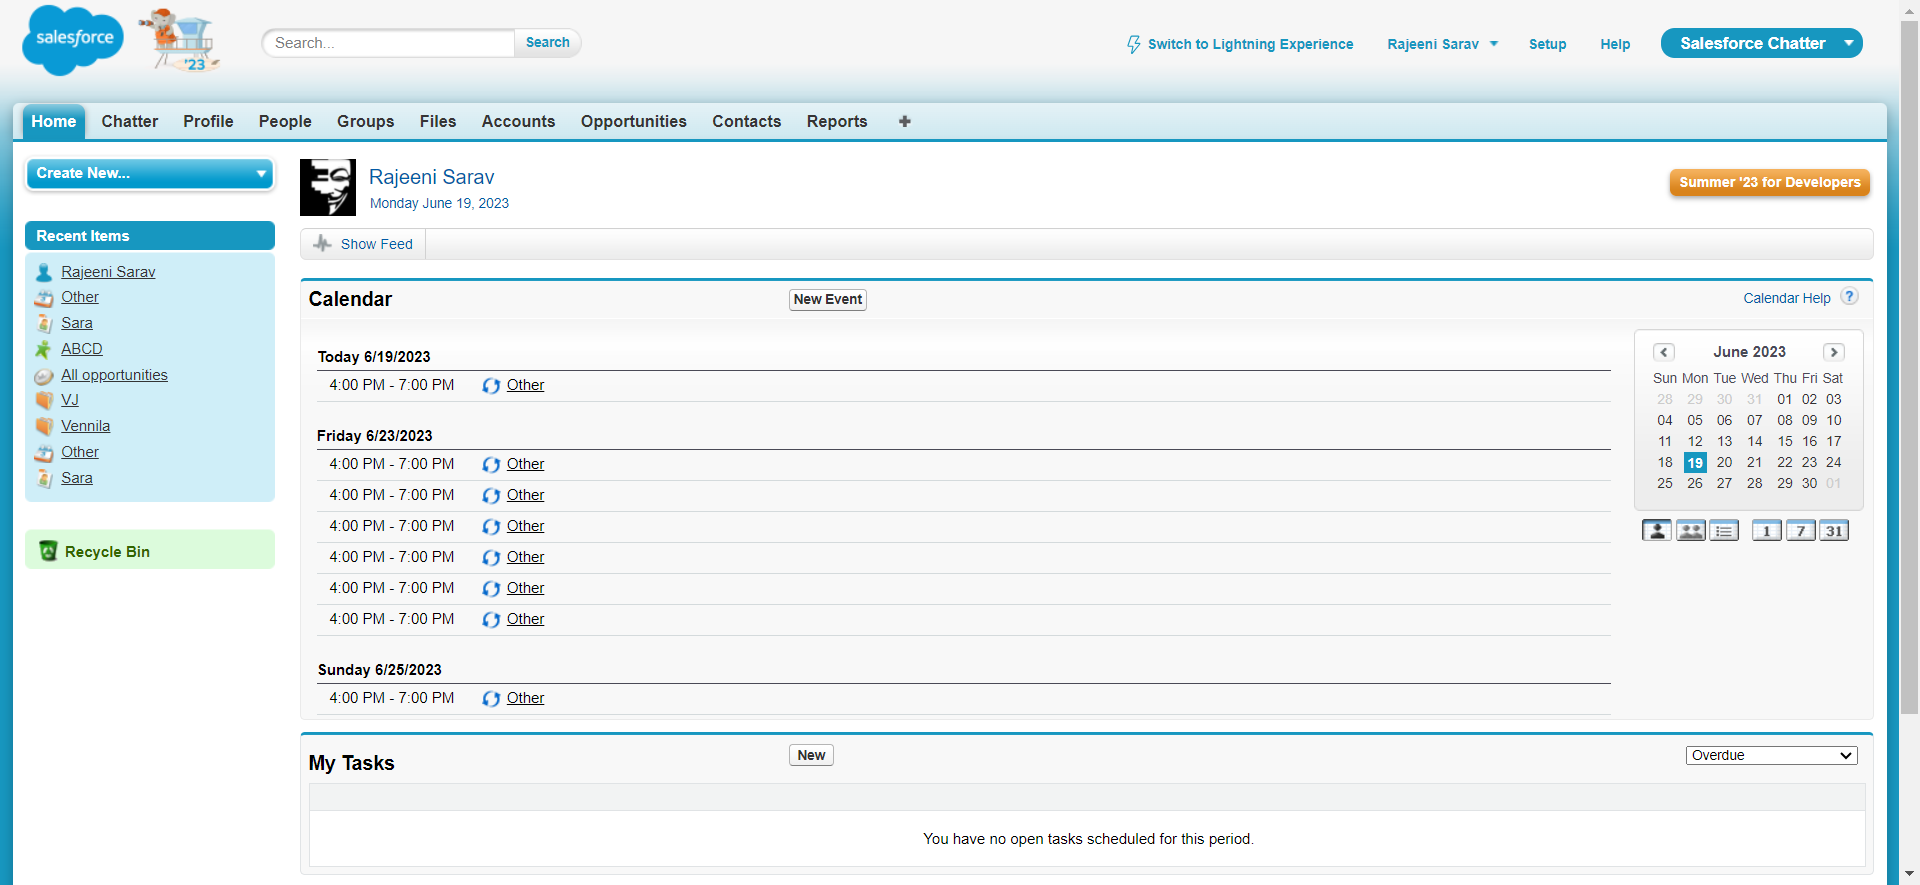 salesforce
'23
Search...
Search
Switch to Lightning Experience
Rajeeni Sarav
Setup
Help
Salesforce Chatter
Home Chatter Profile People Groups Files Accounts Opportunities Contacts Reports +
Create New...
Recent Items
Rajeeni Sarav
Other
Sara
ABCD
All opportunities
VJ
Vennila
Other
Sara
Recycle Bin
Rajeeni Sarav
Monday June 19, 2023
Summer '23 for Developers
Show Feed
Calendar
New Event
Calendar Help ?
Today 6/19/2023
4:00 PM - 7:00 PM Other
Friday 6/23/2023
4:00 PM - 7:00 PM Other
4:00 PM - 7:00 PM Other
4:00 PM - 7:00 PM Other
4:00 PM - 7:00 PM Other
4:00 PM - 7:00 PM Other
4:00 PM - 7:00 PM Other
Sunday 6/25/2023
4:00 PM - 7:00 PM Other
June 2023
Sun Mon Tue Wed Thu Fri Sat
28 29 30 31 01 02 03
04 05 06 07 08 09 10
11 12 13 14 15 16 17
18 19 20 21 22 23 24
25 26 27 28 29 30 01
1 7 31
My Tasks
New
Overdue
You have no open tasks scheduled for this period.